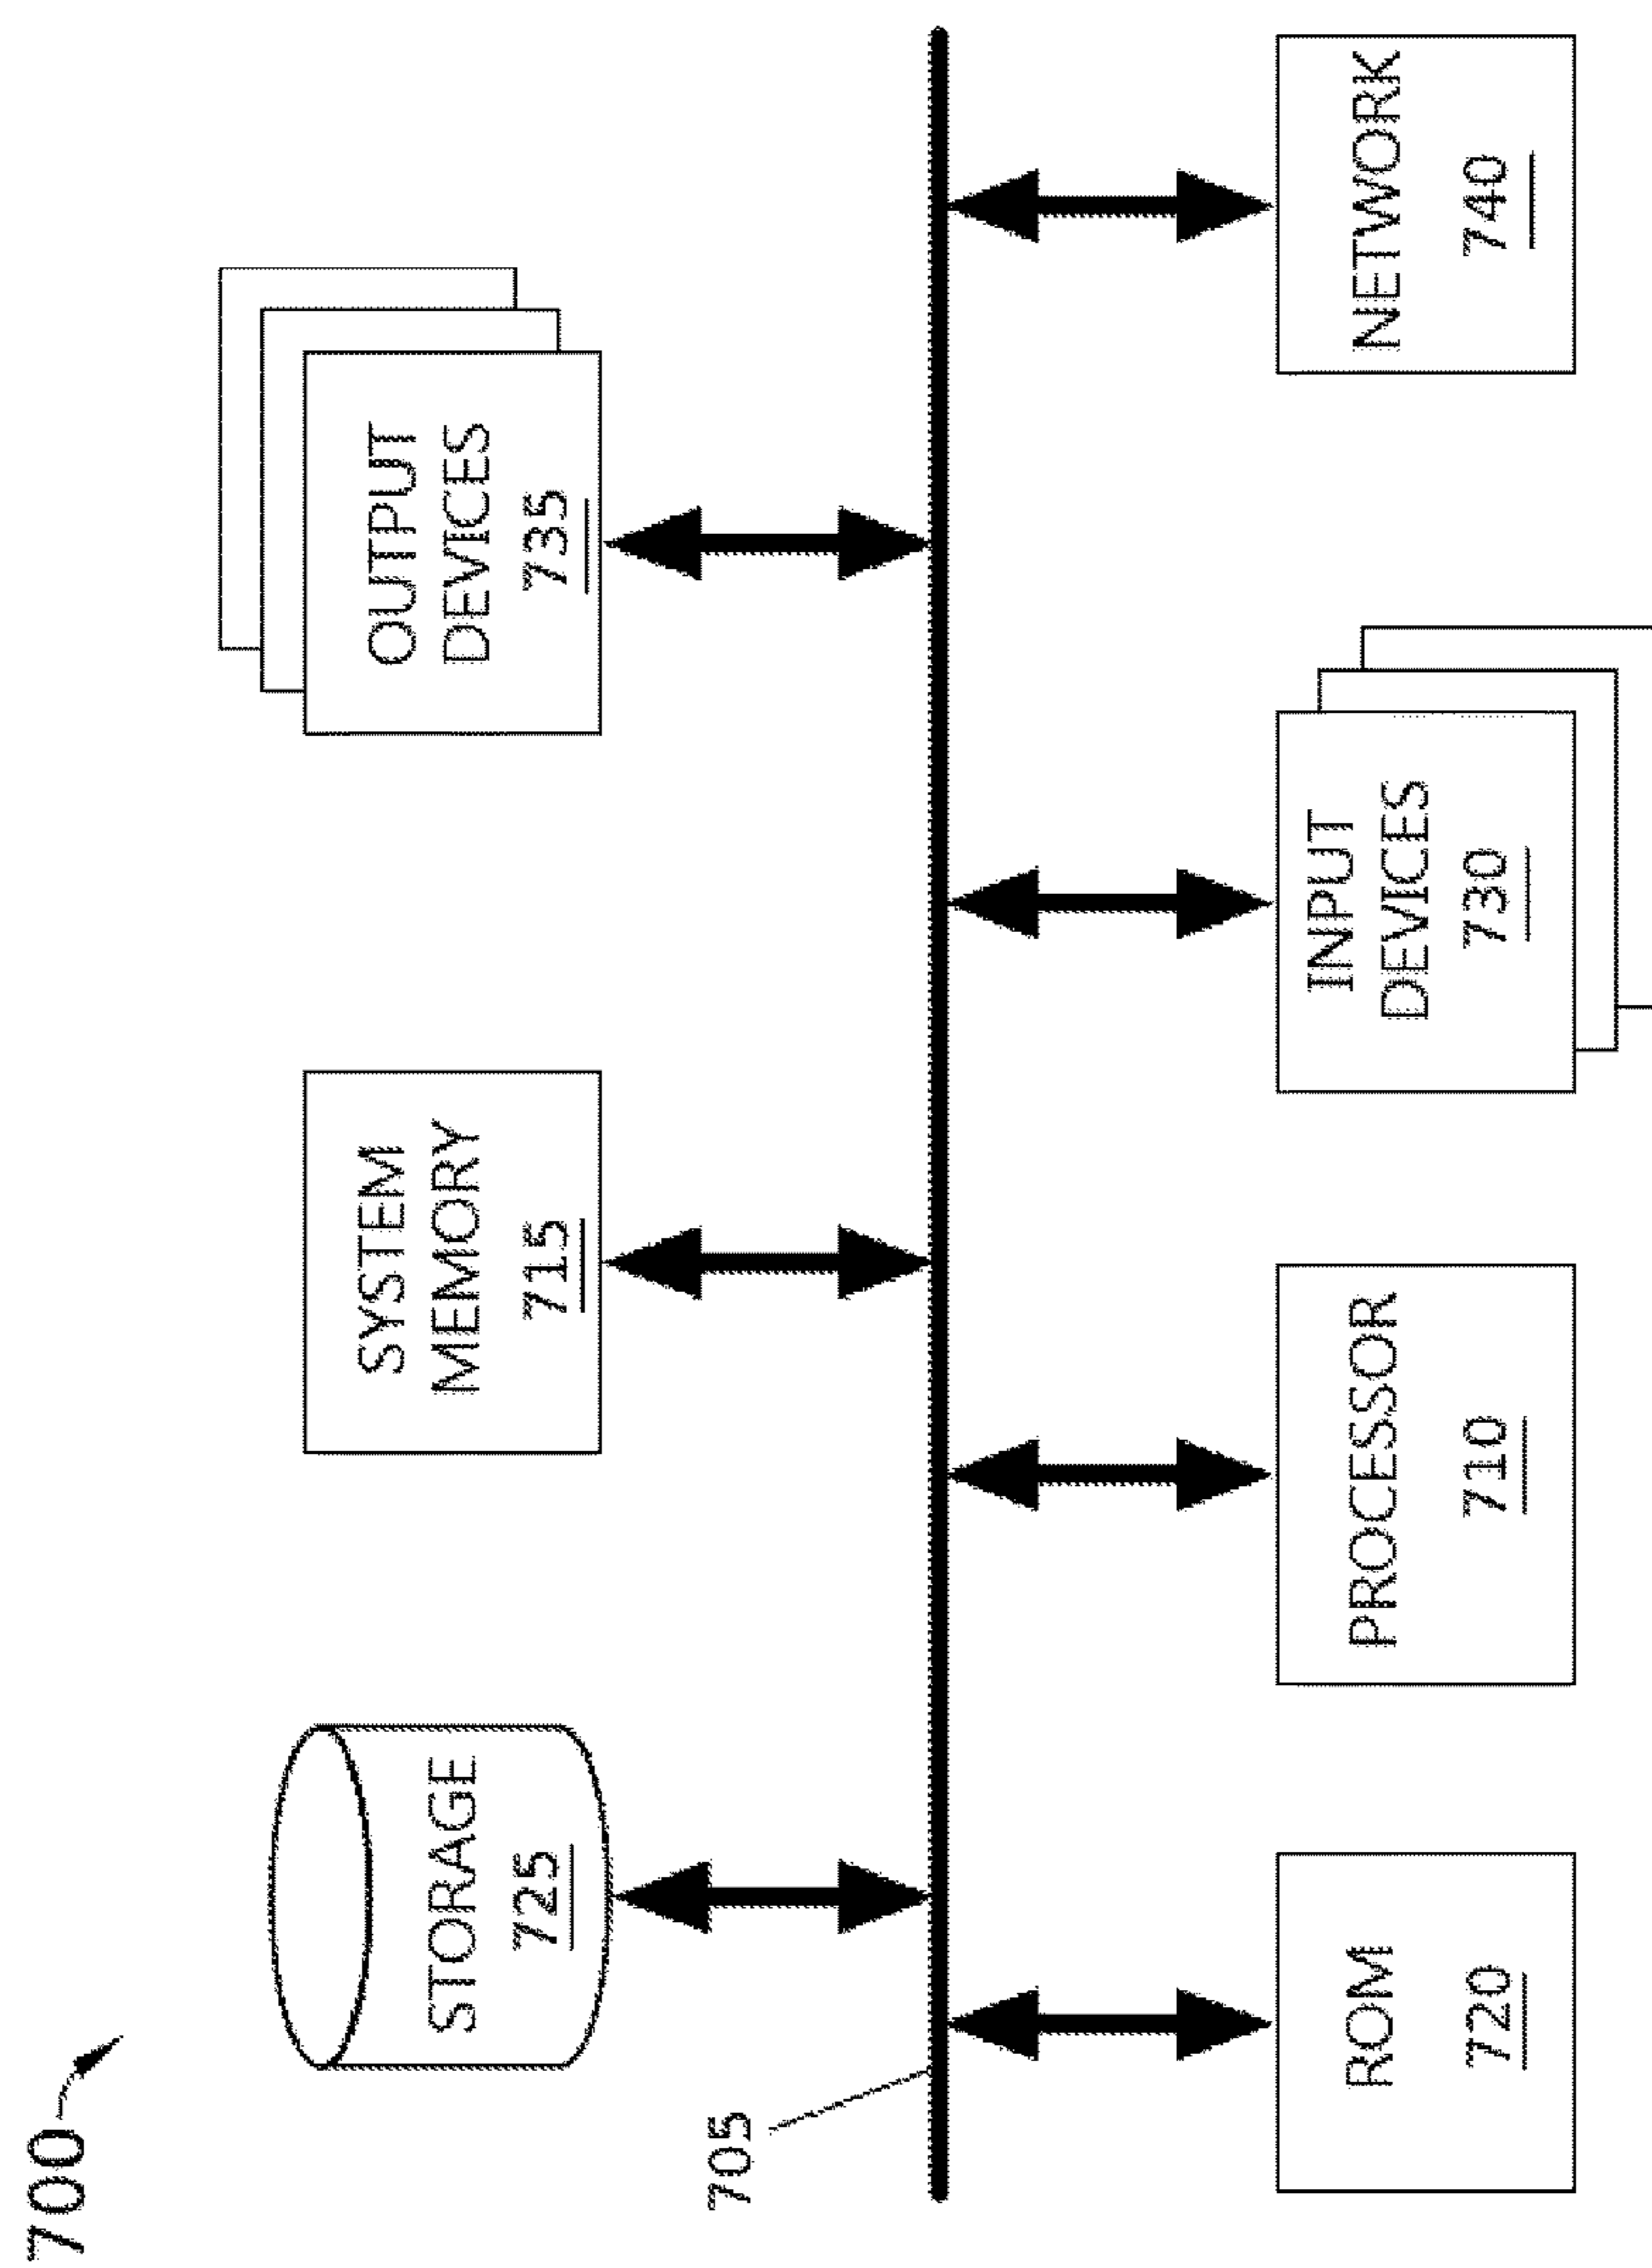 700
STORAGE
725
SYSTEM
MEMORY
715
OUTPUT
DEVICES
735
705
ROM
720
PROCESSOR
710
INPUT
DEVICES
730
NETWORK
740